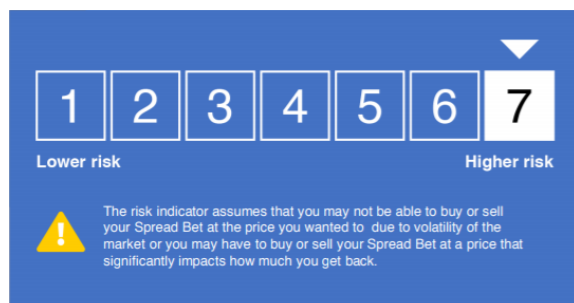 1 2 3 4 5 6 7
Lower risk Higher risk
The risk indicator assumes that you may not be able to buy or sell
your Spread Bet at the price you wanted to due to volatility of the
market or you may have to buy or sell your Spread Bet at a price that
significantly impacts how much you get back.